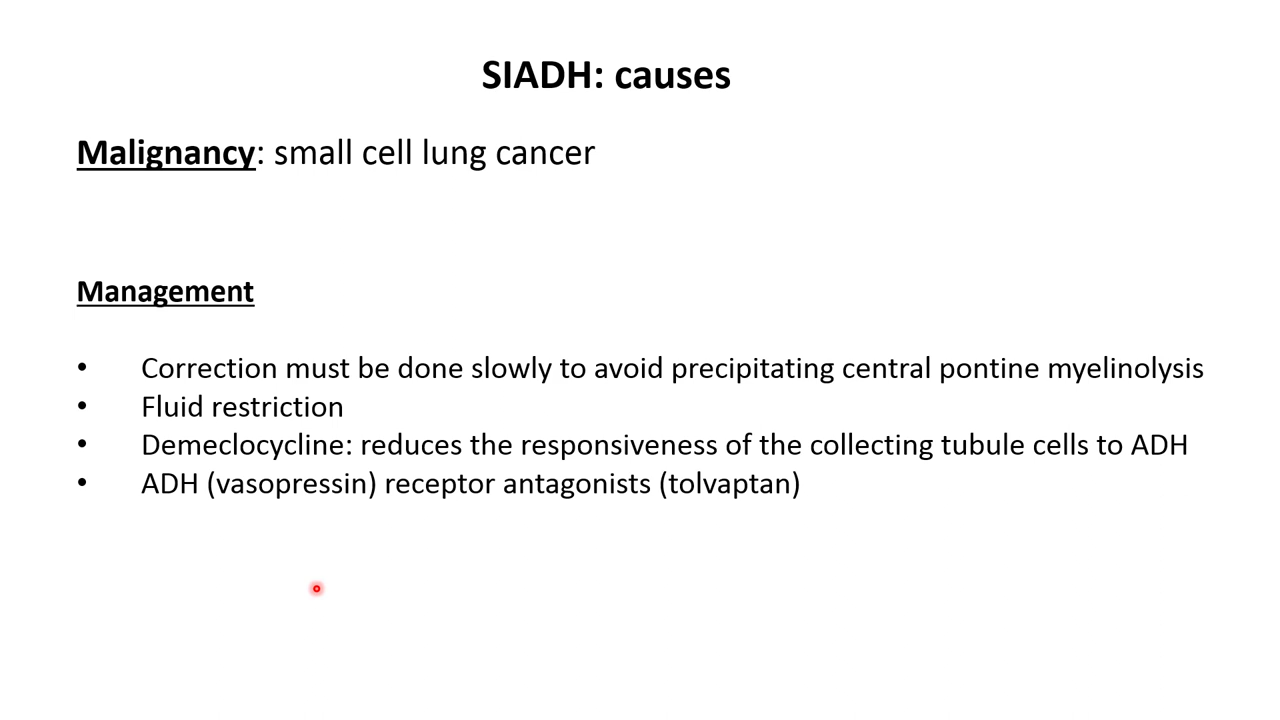 SIADH: causes
Malignancy: small cell lung cancer
Management
• Correction must be done slowly to avoid precipitating central pontine myelinolysis
• Fluid restriction
• Demeclocycline: reduces the responsiveness of the collecting tubule cells to ADH
• ADH (vasopressin) receptor antagonists (tolvaptan)